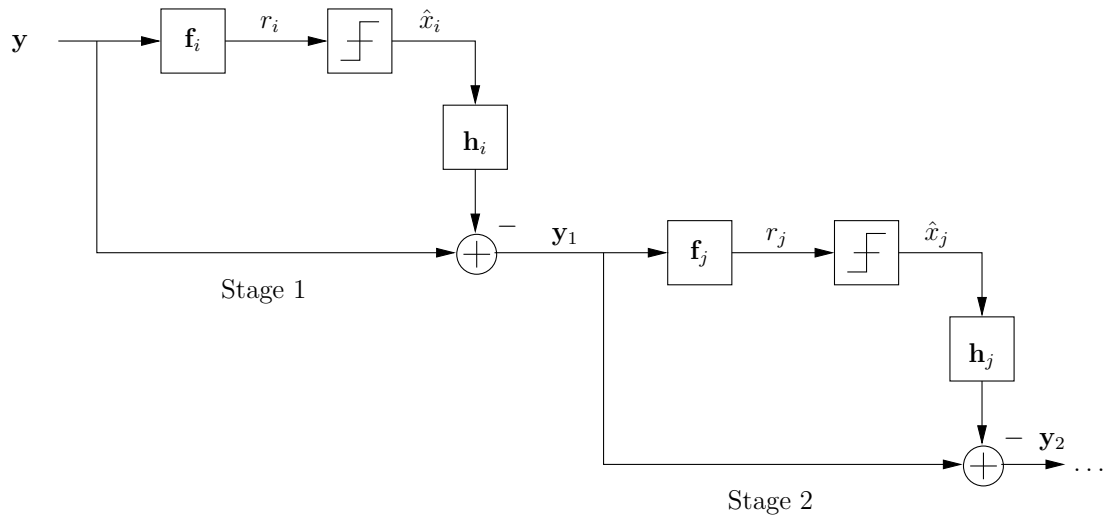 y
f_i
r_i
x̂_i
h_i
−
y_1
Stage 1
f_j
r_j
x̂_j
h_j
− y_2
...
Stage 2